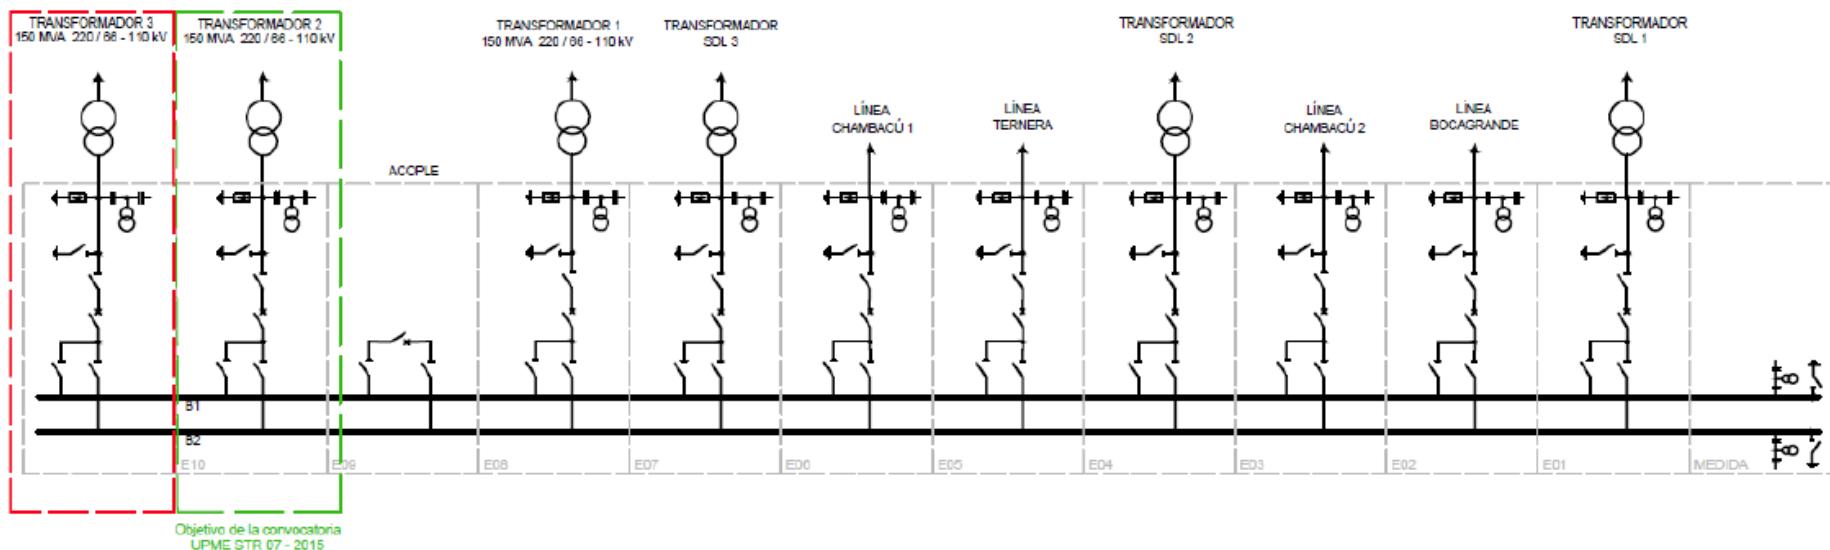 TRANSFORMADOR 3
150 MVA 220 / 66 - 110 kV
TRANSFORMADOR 2
150 MVA 220 / 66 - 110 kV
TRANSFORMADOR 1
150 MVA 220 / 66 - 110 kV
TRANSFORMADOR
SDL 3
TRANSFORMADOR
SDL 2
TRANSFORMADOR
SDL 1
LÍNEA
CHAMBACÚ 1
LÍNEA
TERNERA
LÍNEA
CHAMBACÚ 2
LÍNEA
BOCAGRANDE
ACOPLE
B1
B2
E10
E09
E08
E07
E06
E05
E04
E03
E02
E01
MEDIDA
Objetivo de la convocatoria
UPME STR 07 - 2015